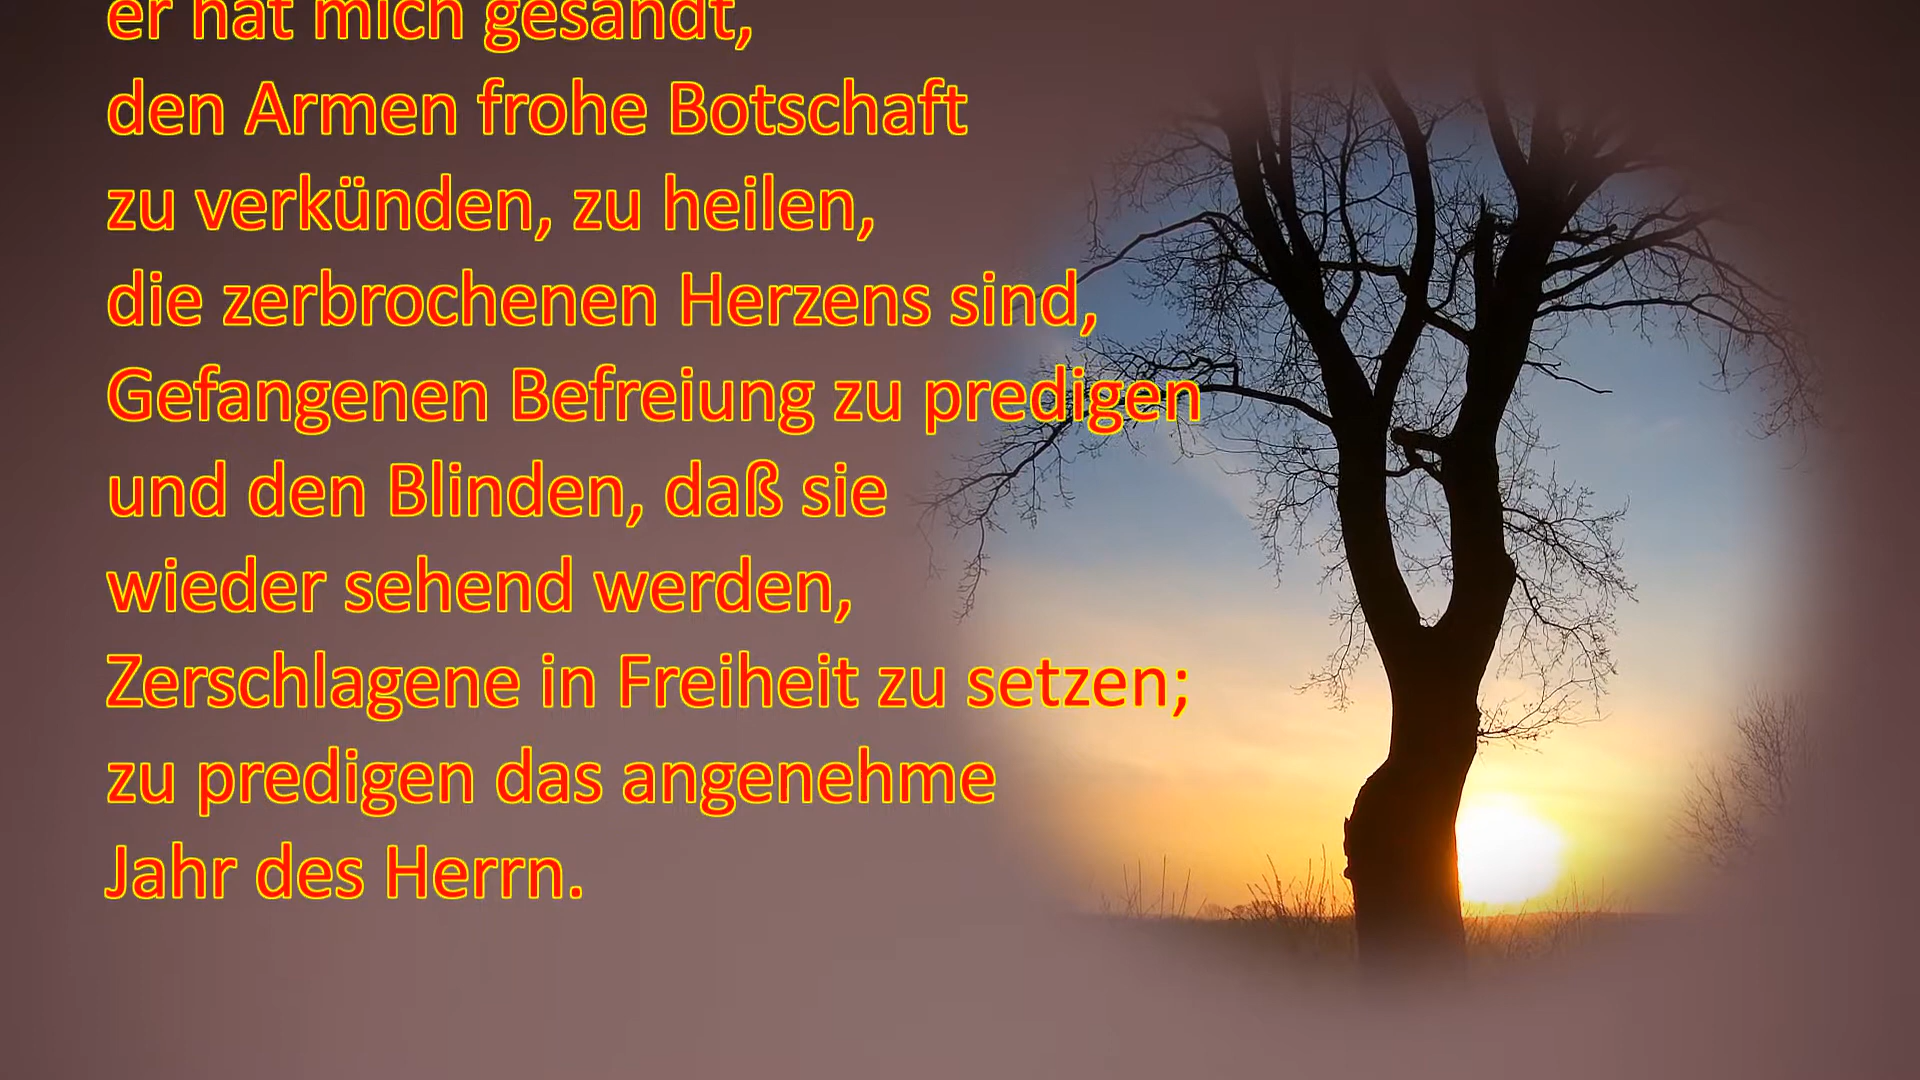 er hat mich gesandt,
den Armen frohe Botschaft
zu verkünden, zu heilen,
die zerbrochenen Herzens sind,
Gefangenen Befreiung zu predigen
und den Blinden, daß sie
wieder sehend werden,
Zerschlagene in Freiheit zu setzen;
zu predigen das angenehme
Jahr des Herrn.